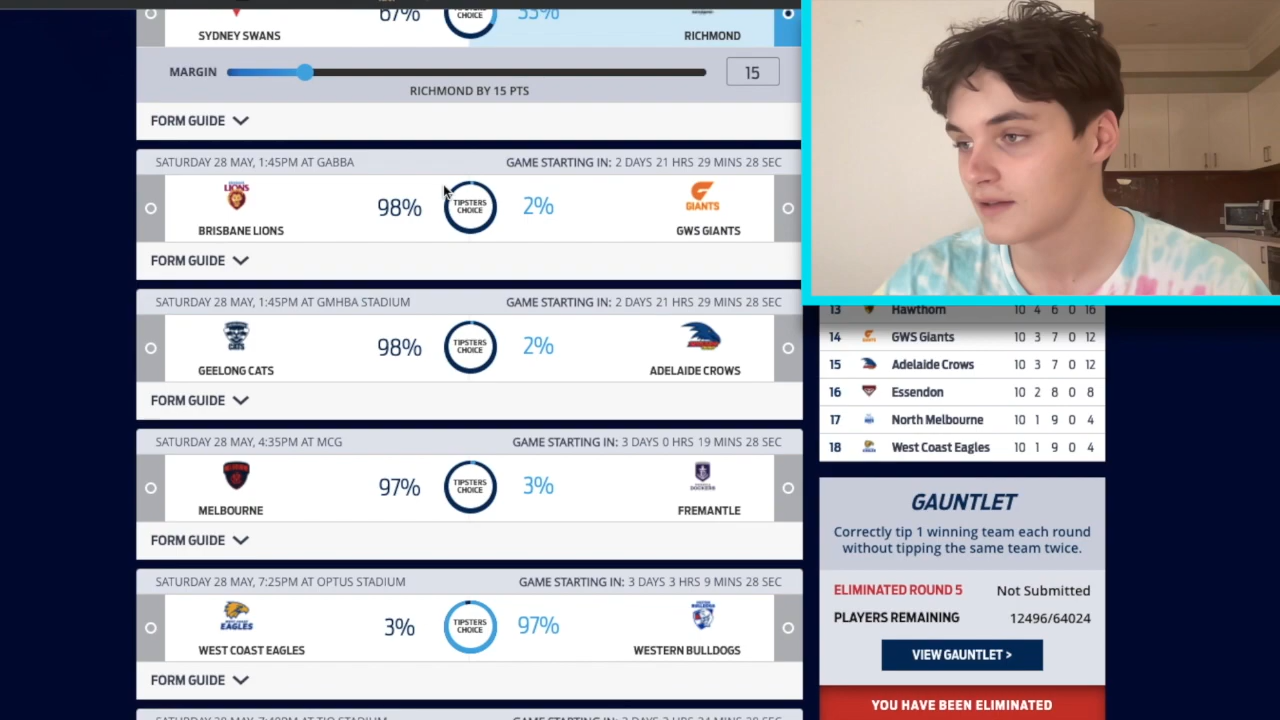 67%
33%
SYDNEY SWANS
RICHMOND
MARGIN
15
RICHMOND BY 15 PTS
FORM GUIDE
SATURDAY 28 MAY, 1:45PM AT GABBA
GAME STARTING IN: 2 DAYS 21 HRS 29 MINS 28 SEC
LIONS
98%
TIPSTERS CHOICE
2%
GIANTS
BRISBANE LIONS
GWS GIANTS
FORM GUIDE
SATURDAY 28 MAY, 1:45PM AT GMHBA STADIUM
GAME STARTING IN: 2 DAYS 21 HRS 29 MINS 28 SEC
CATS
98%
TIPSTERS CHOICE
2%
GEELONG CATS
ADELAIDE CROWS
FORM GUIDE
SATURDAY 28 MAY, 4:35PM AT MCG
GAME STARTING IN: 3 DAYS 0 HRS 19 MINS 28 SEC
97%
TIPSTERS CHOICE
3%
MELBOURNE
FREMANTLE
FORM GUIDE
SATURDAY 28 MAY, 7:25PM AT OPTUS STADIUM
GAME STARTING IN: 3 DAYS 3 HRS 9 MINS 28 SEC
EAGLES
3%
TIPSTERS CHOICE
97%
WEST COAST EAGLES
WESTERN BULLDOGS
FORM GUIDE
13 Hawthorn 10 4 6 0 16
14 GWS Giants 10 3 7 0 12
15 Adelaide Crows 10 3 7 0 12
16 Essendon 10 2 8 0 8
17 North Melbourne 10 1 9 0 4
18 West Coast Eagles 10 1 9 0 4
GAUNTLET
Correctly tip 1 winning team each round
without tipping the same team twice.
ELIMINATED ROUND 5 Not Submitted
PLAYERS REMAINING 12496/64024
VIEW GAUNTLET >
YOU HAVE BEEN ELIMINATED